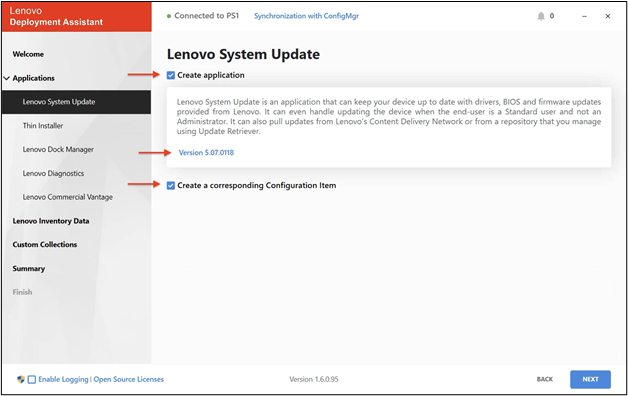 Lenovo
Deployment Assistant
Connected to PS1
Synchronization with ConfigMgr
0
Welcome
Applications
Lenovo System Update
Thin Installer
Lenovo Dock Manager
Lenovo Diagnostics
Lenovo Commercial Vantage
Lenovo Inventory Data
Custom Collections
Summary
Finish
Lenovo System Update
Create application
Lenovo System Update is an application that can keep your device up to date with drivers, BIOS and firmware updates
provided from Lenovo. It can even handle updating the device when the end-user is a Standard user and not an
Administrator. It can also pull updates from Lenovo's Content Delivery Network or from a repository that you manage
using Update Retriever.
Version 5.07.0118
Create a corresponding Configuration Item
Enable Logging | Open Source Licenses
Version 1.6.0.95
BACK
NEXT